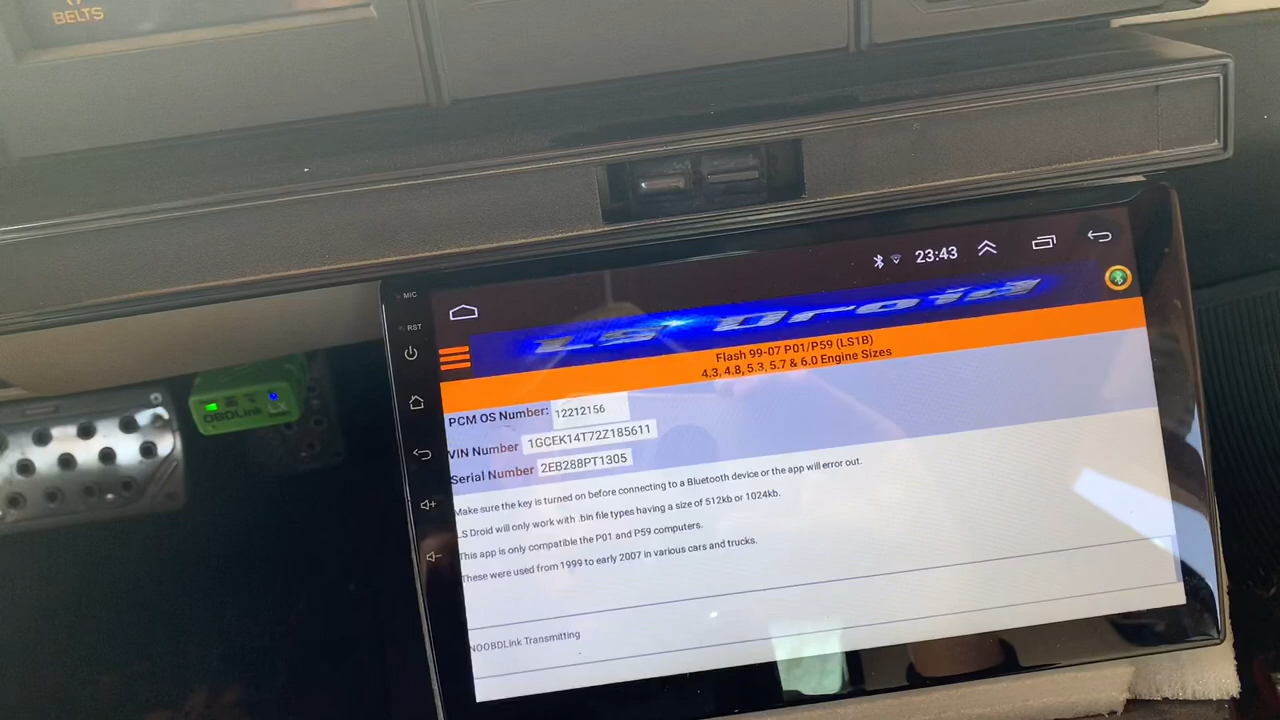 BELTS
MIC
RST
23:43
LS Droid
Flash 99-07 P01/P59 (LS1B)
4.3, 4.8, 5.3, 5.7 & 6.0 Engine Sizes
PCM OS Number: 12212156
VIN Number 1GCEK14T72Z185611
Serial Number 2EB288PT1305
Make sure the key is turned on before connecting to a Bluetooth device or the app will error out.
LS Droid will only work with .bin file types having a size of 512kb or 1024kb.
This app is only compatible the P01 and P59 computers.
These were used from 1999 to early 2007 in various cars and trucks.
NOOBDLink Transmitting
OBDLink